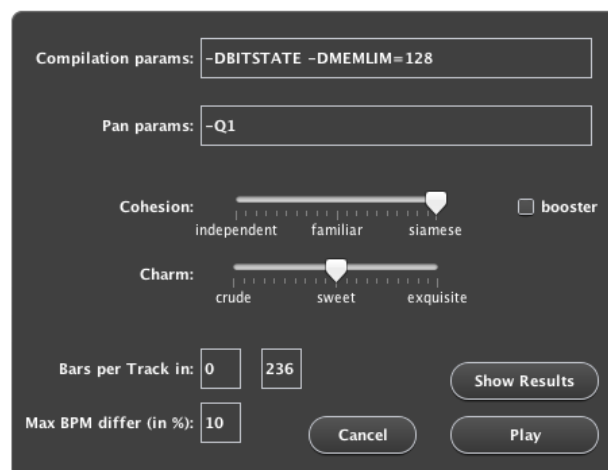 Compilation params: -DBITSTATE -DMEMLIM=128
Pan params: -Q1
Cohesion: booster
independent familiar siamese
Charm:
crude sweet exquisite
Bars per Track in: 0 236
Show Results
Max BPM differ (in %): 10 Cancel Play